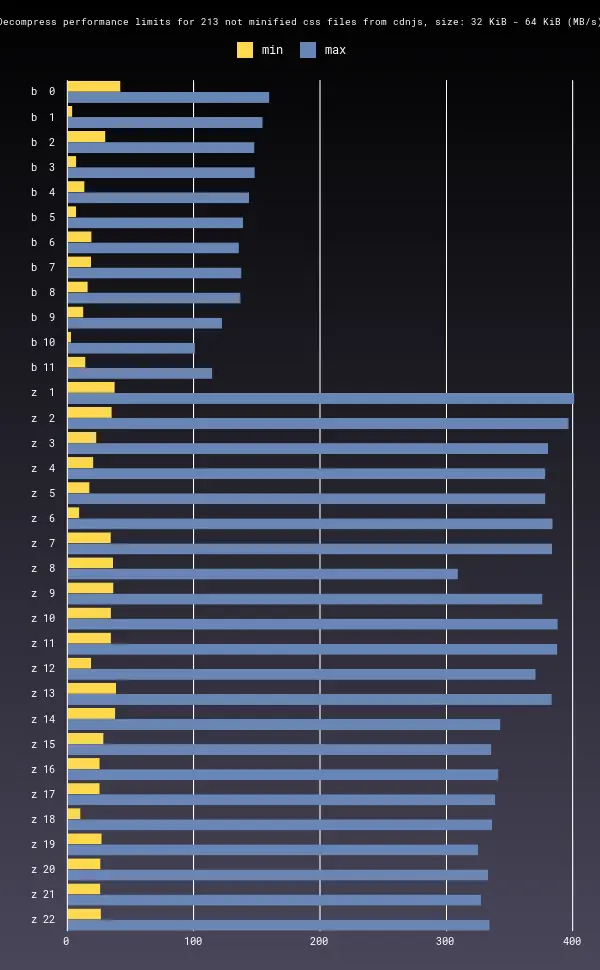 Decompress performance limits for 213 not minified css files from cdnjs, size: 32 KiB - 64 KiB (MB/s)
min max
b 0
b 1
b 2
b 3
b 4
b 5
b 6
b 7
b 8
b 9
b 10
b 11
z 1
z 2
z 3
z 4
z 5
z 6
z 7
z 8
z 9
z 10
z 11
z 12
z 13
z 14
z 15
z 16
z 17
z 18
z 19
z 20
z 21
z 22
0 100 200 300 400